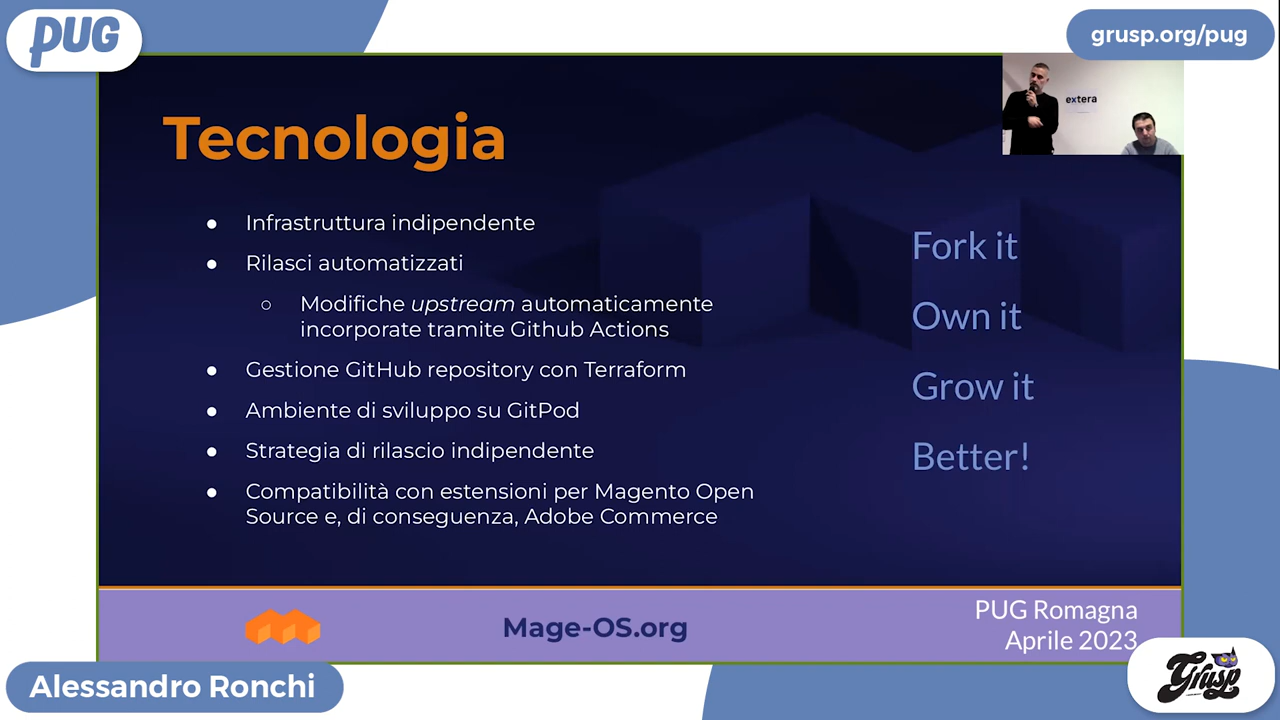 PUG
grusp.org/pug
extera
Tecnologia
● Infrastruttura indipendente
● Rilasci automatizzati
○ Modifiche upstream automaticamente
incorporate tramite Github Actions
● Gestione GitHub repository con Terraform
● Ambiente di sviluppo su GitPod
● Strategia di rilascio indipendente
● Compatibilità con estensioni per Magento Open
Source e, di conseguenza, Adobe Commerce
Fork it
Own it
Grow it
Better!
Mage-OS.org
PUG Romagna
Aprile 2023
Alessandro Ronchi
Grusp